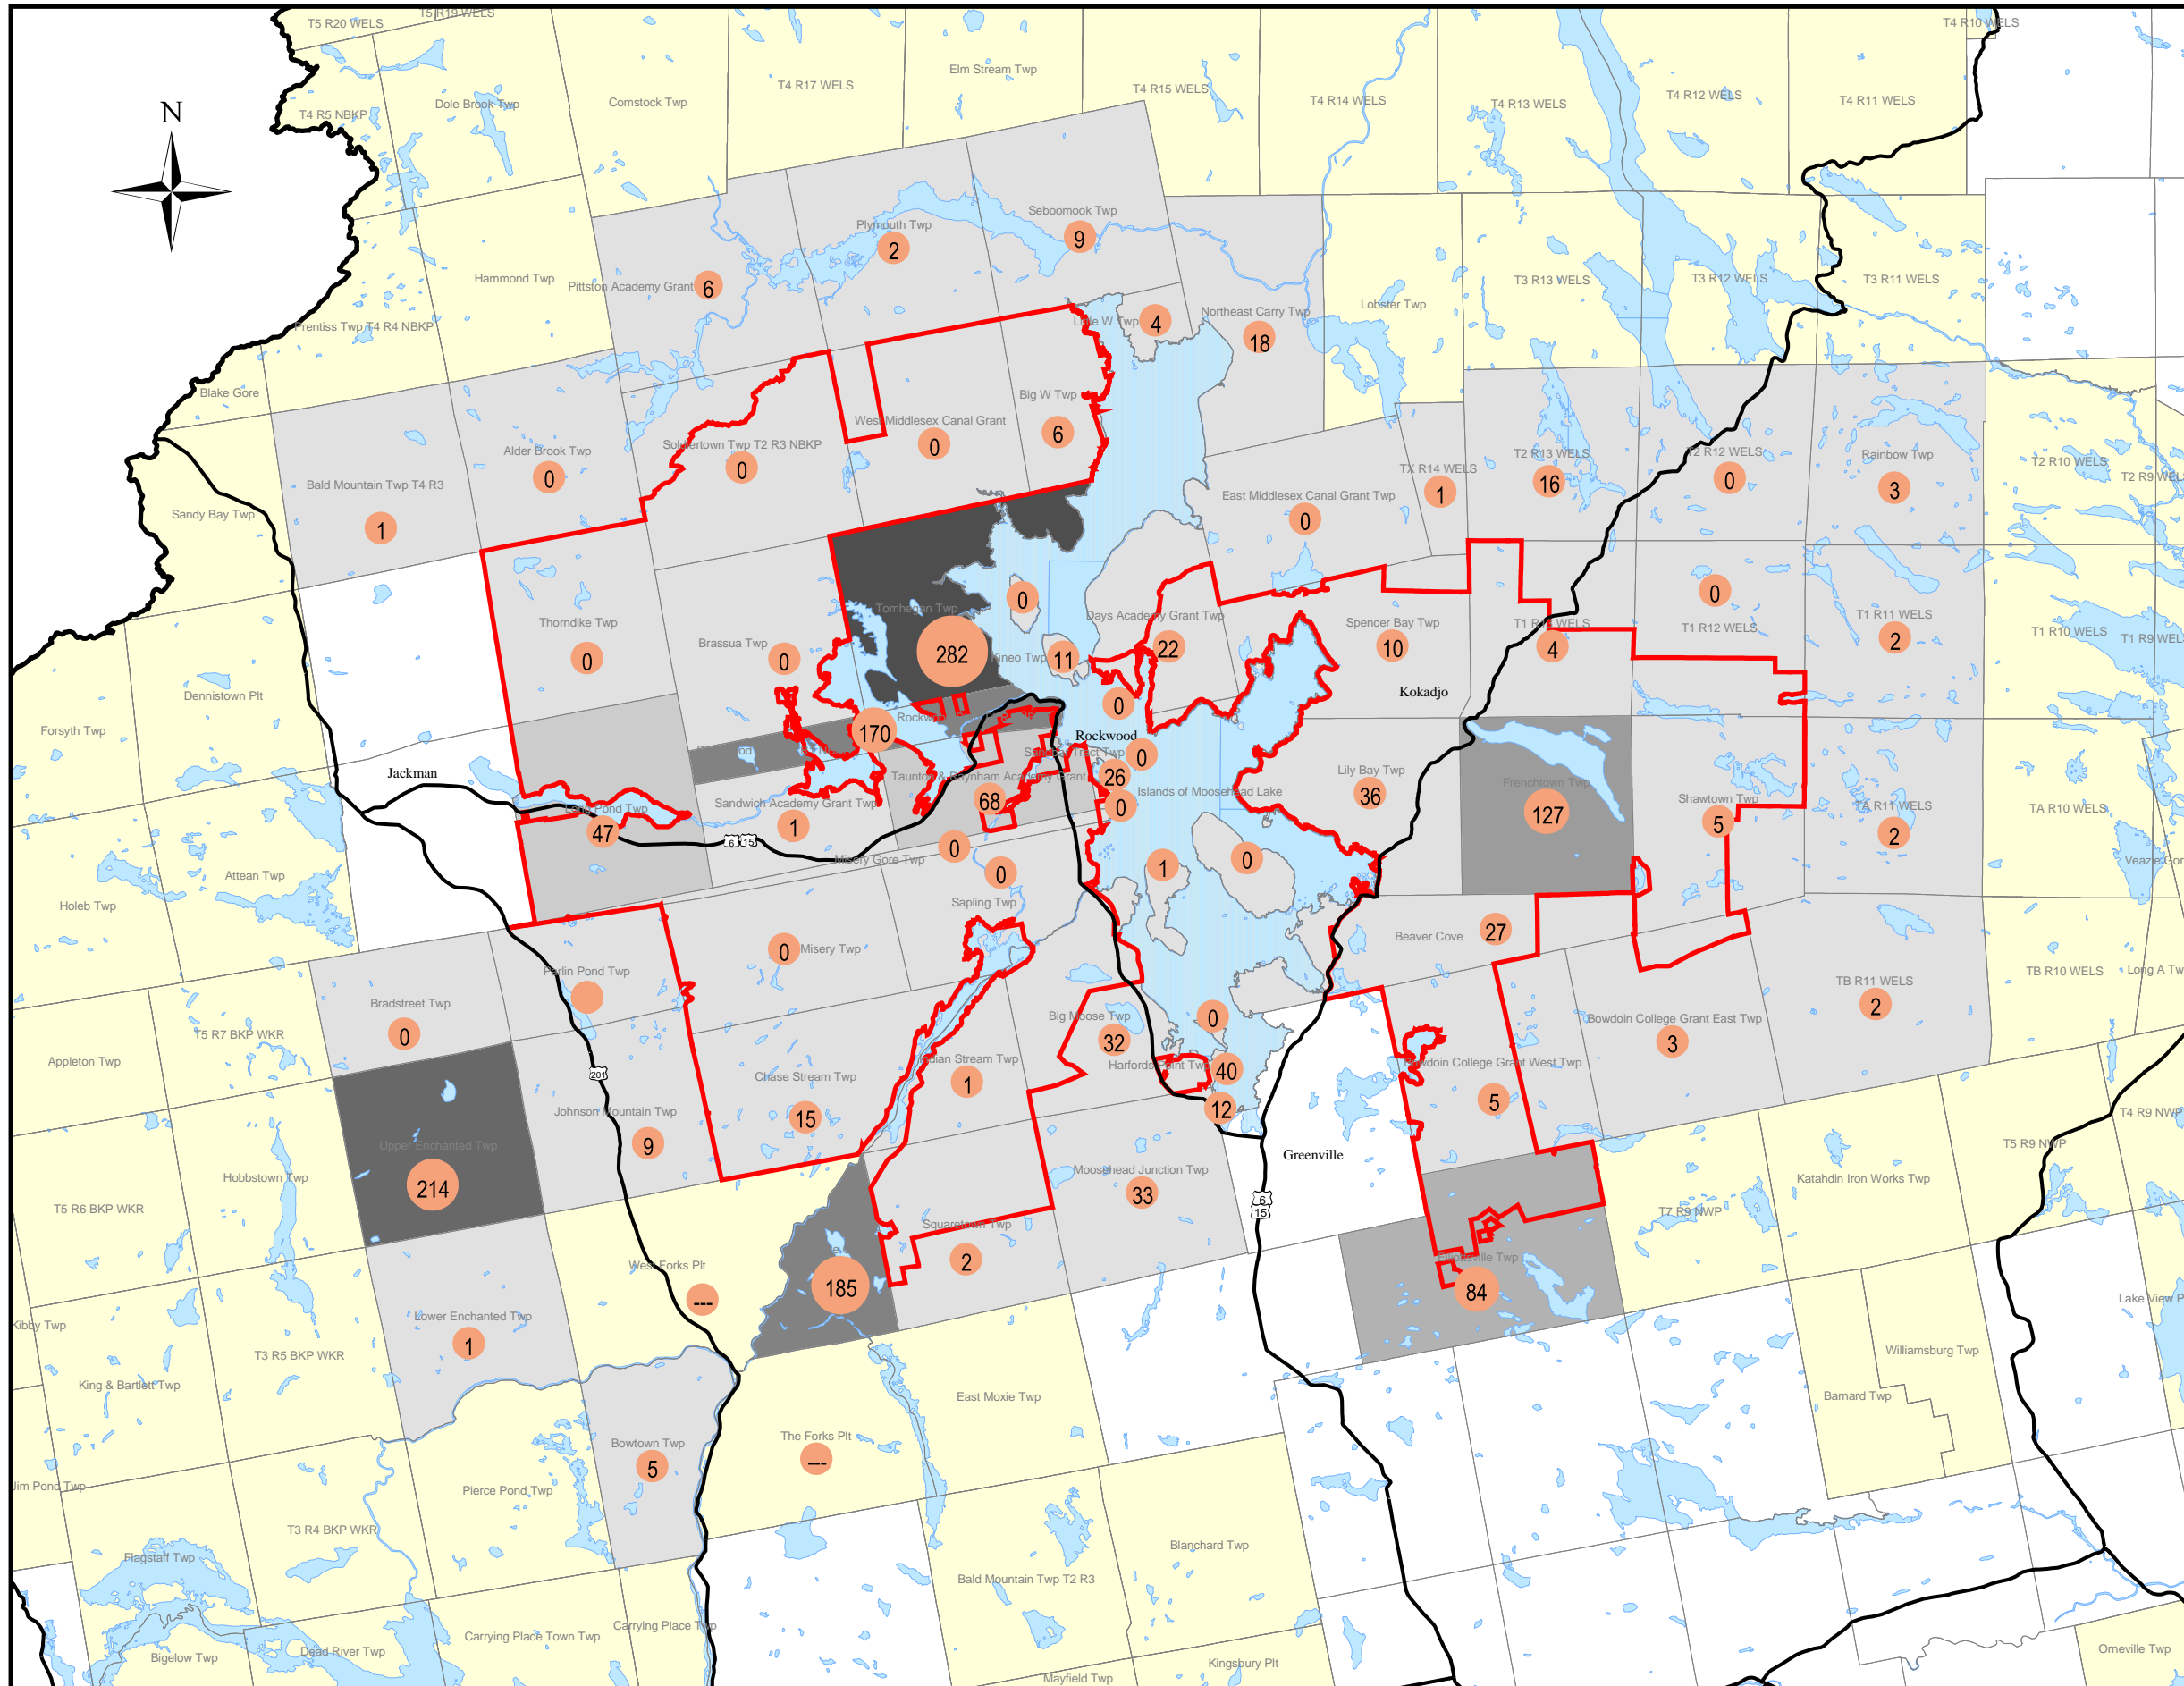 T5 R20 WELS
T5 R19 WELS
T4 R10 WELS
T4 R17 WELS
Elm Stream Twp
T4 R15 WELS
T4 R14 WELS
T4 R13 WELS
T4 R12 WELS
T4 R11 WELS
N
T4 R5 NBKP
Dole Brook Twp
Comstock Twp
Hammond Twp
Pittston Academy Grant
6
Plymouth Twp
2
Seboomook Twp
9
Prentiss Twp T4 R4 NBKP
Little W Twp
4
Northeast Carry Twp
18
Lobster Twp
T3 R13 WELS
T3 R12 WELS
T3 R11 WELS
Blake Gore
Bald Mountain Twp T4 R3
1
Alder Brook Twp
0
Soldiertown Twp T2 R3 NBKP
0
West Middlesex Canal Grant
0
Big W Twp
6
East Middlesex Canal Grant Twp
0
TX R14 WELS
1
T2 R13 WELS
16
T2 R12 WELS
0
Rainbow Twp
3
T2 R10 WELS
T2 R9 WELS
Sandy Bay Twp
Thorndike Twp
0
Brassua Twp
0
Tomhegan Twp
282
0
Kineo Twp
11
Days Academy Grant Twp
22
Spencer Bay Twp
10
T1 R13 WELS
4
0
T1 R12 WELS
T1 R11 WELS
2
T1 R10 WELS
T1 R9 WELS
Dennistown Plt
Forsyth Twp
Kokadjo
0
170
Rockwood
0
Sandbar Tract Twp
26
Jackman
Long Pond Twp
47
Sandwich Academy Grant Twp
1
6 15
Taunton & Raynham Academy Grant
68
0
Islands of Moosehead Lake
Lily Bay Twp
36
Frenchtown Twp
127
Shawtown Twp
5
TA R11 WELS
2
TA R10 WELS
Veazie Gor
Attean Twp
Holeb Twp
Misery Gore Twp
0
0
Sapling Twp
1
0
Misery Twp
0
Beaver Cove
27
Parlin Pond Twp
Bradstreet Twp
0
T5 R7 BKP WKR
Appleton Twp
Big Moose Twp
32
0
Bowdoin College Grant East Twp
3
TB R11 WELS
2
TB R10 WELS
Long A Tw
201
Chase Stream Twp
15
Indian Stream Twp
1
Harfords Point Twp
40
12
Bowdoin College Grant West Twp
5
Johnson Mountain Twp
9
Upper Enchanted Twp
214
Hobbstown Twp
T5 R6 BKP WKR
Moosehead Junction Twp
33
Greenville
6
15
T4 R9 NWP
T5 R9 NWP
Katahdin Iron Works Twp
T7 R9 NWP
Squaretown Twp
2
Elliottsville Twp
84
West Forks Plt
---
185
Lower Enchanted Twp
1
Kibby Twp
T3 R5 BKP WKR
King & Bartlett Twp
Lake View P
Williamsburg Twp
Barnard Twp
East Moxie Twp
Bowtown Twp
5
The Forks Plt
---
Jim Pond Twp
Pierce Pond Twp
T3 R4 BKP WKR
Flagstaff Twp
Blanchard Twp
Bald Mountain Twp T2 R3
Carrying Place Twp
Carrying Place Town Twp
Dead River Twp
Bigelow Twp
Kingsbury Plt
Mayfield Twp
Orneville Twp